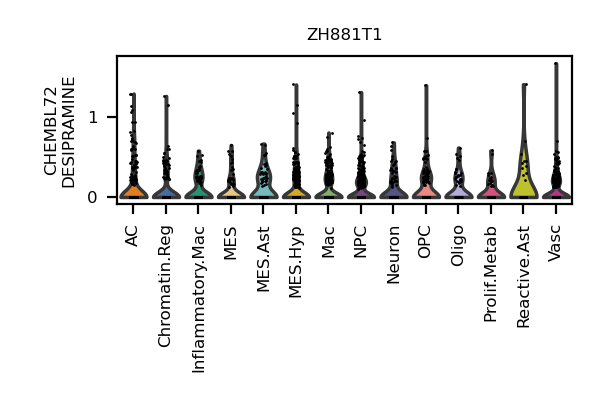 ZH881T1
CHEMBL72
DESIPRAMINE
1
0
AC
Chromatin.Reg
Inflammatory.Mac
MES
MES.Ast
MES.Hyp
Mac
NPC
Neuron
OPC
Oligo
Prolif.Metab
Reactive.Ast
Vasc